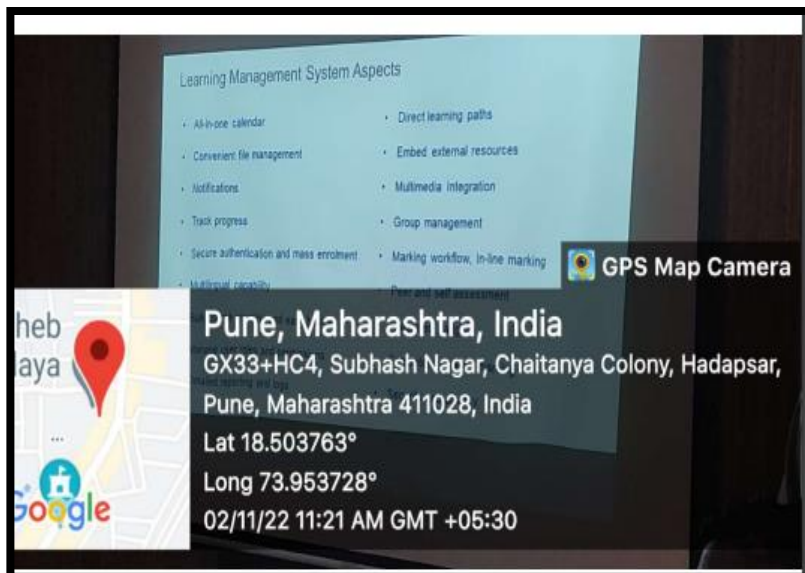 Learning Management System Aspects
• All-in-one calendar
• Convenient file management
• Notifications
• Track progress
• Secure authentication and mass enrolment
• Multilingual capability
• Direct learning paths
• Embed external resources
• Multimedia Integration
• Group management
• Marking workflow, in-line marking
• Peer and self assessment
GPS Map Camera
heb
laya
Google
Pune, Maharashtra, India
GX33+HC4, Subhash Nagar, Chaitanya Colony, Hadapsar,
Pune, Maharashtra 411028, India
Lat 18.503763°
Long 73.953728°
02/11/22 11:21 AM GMT +05:30